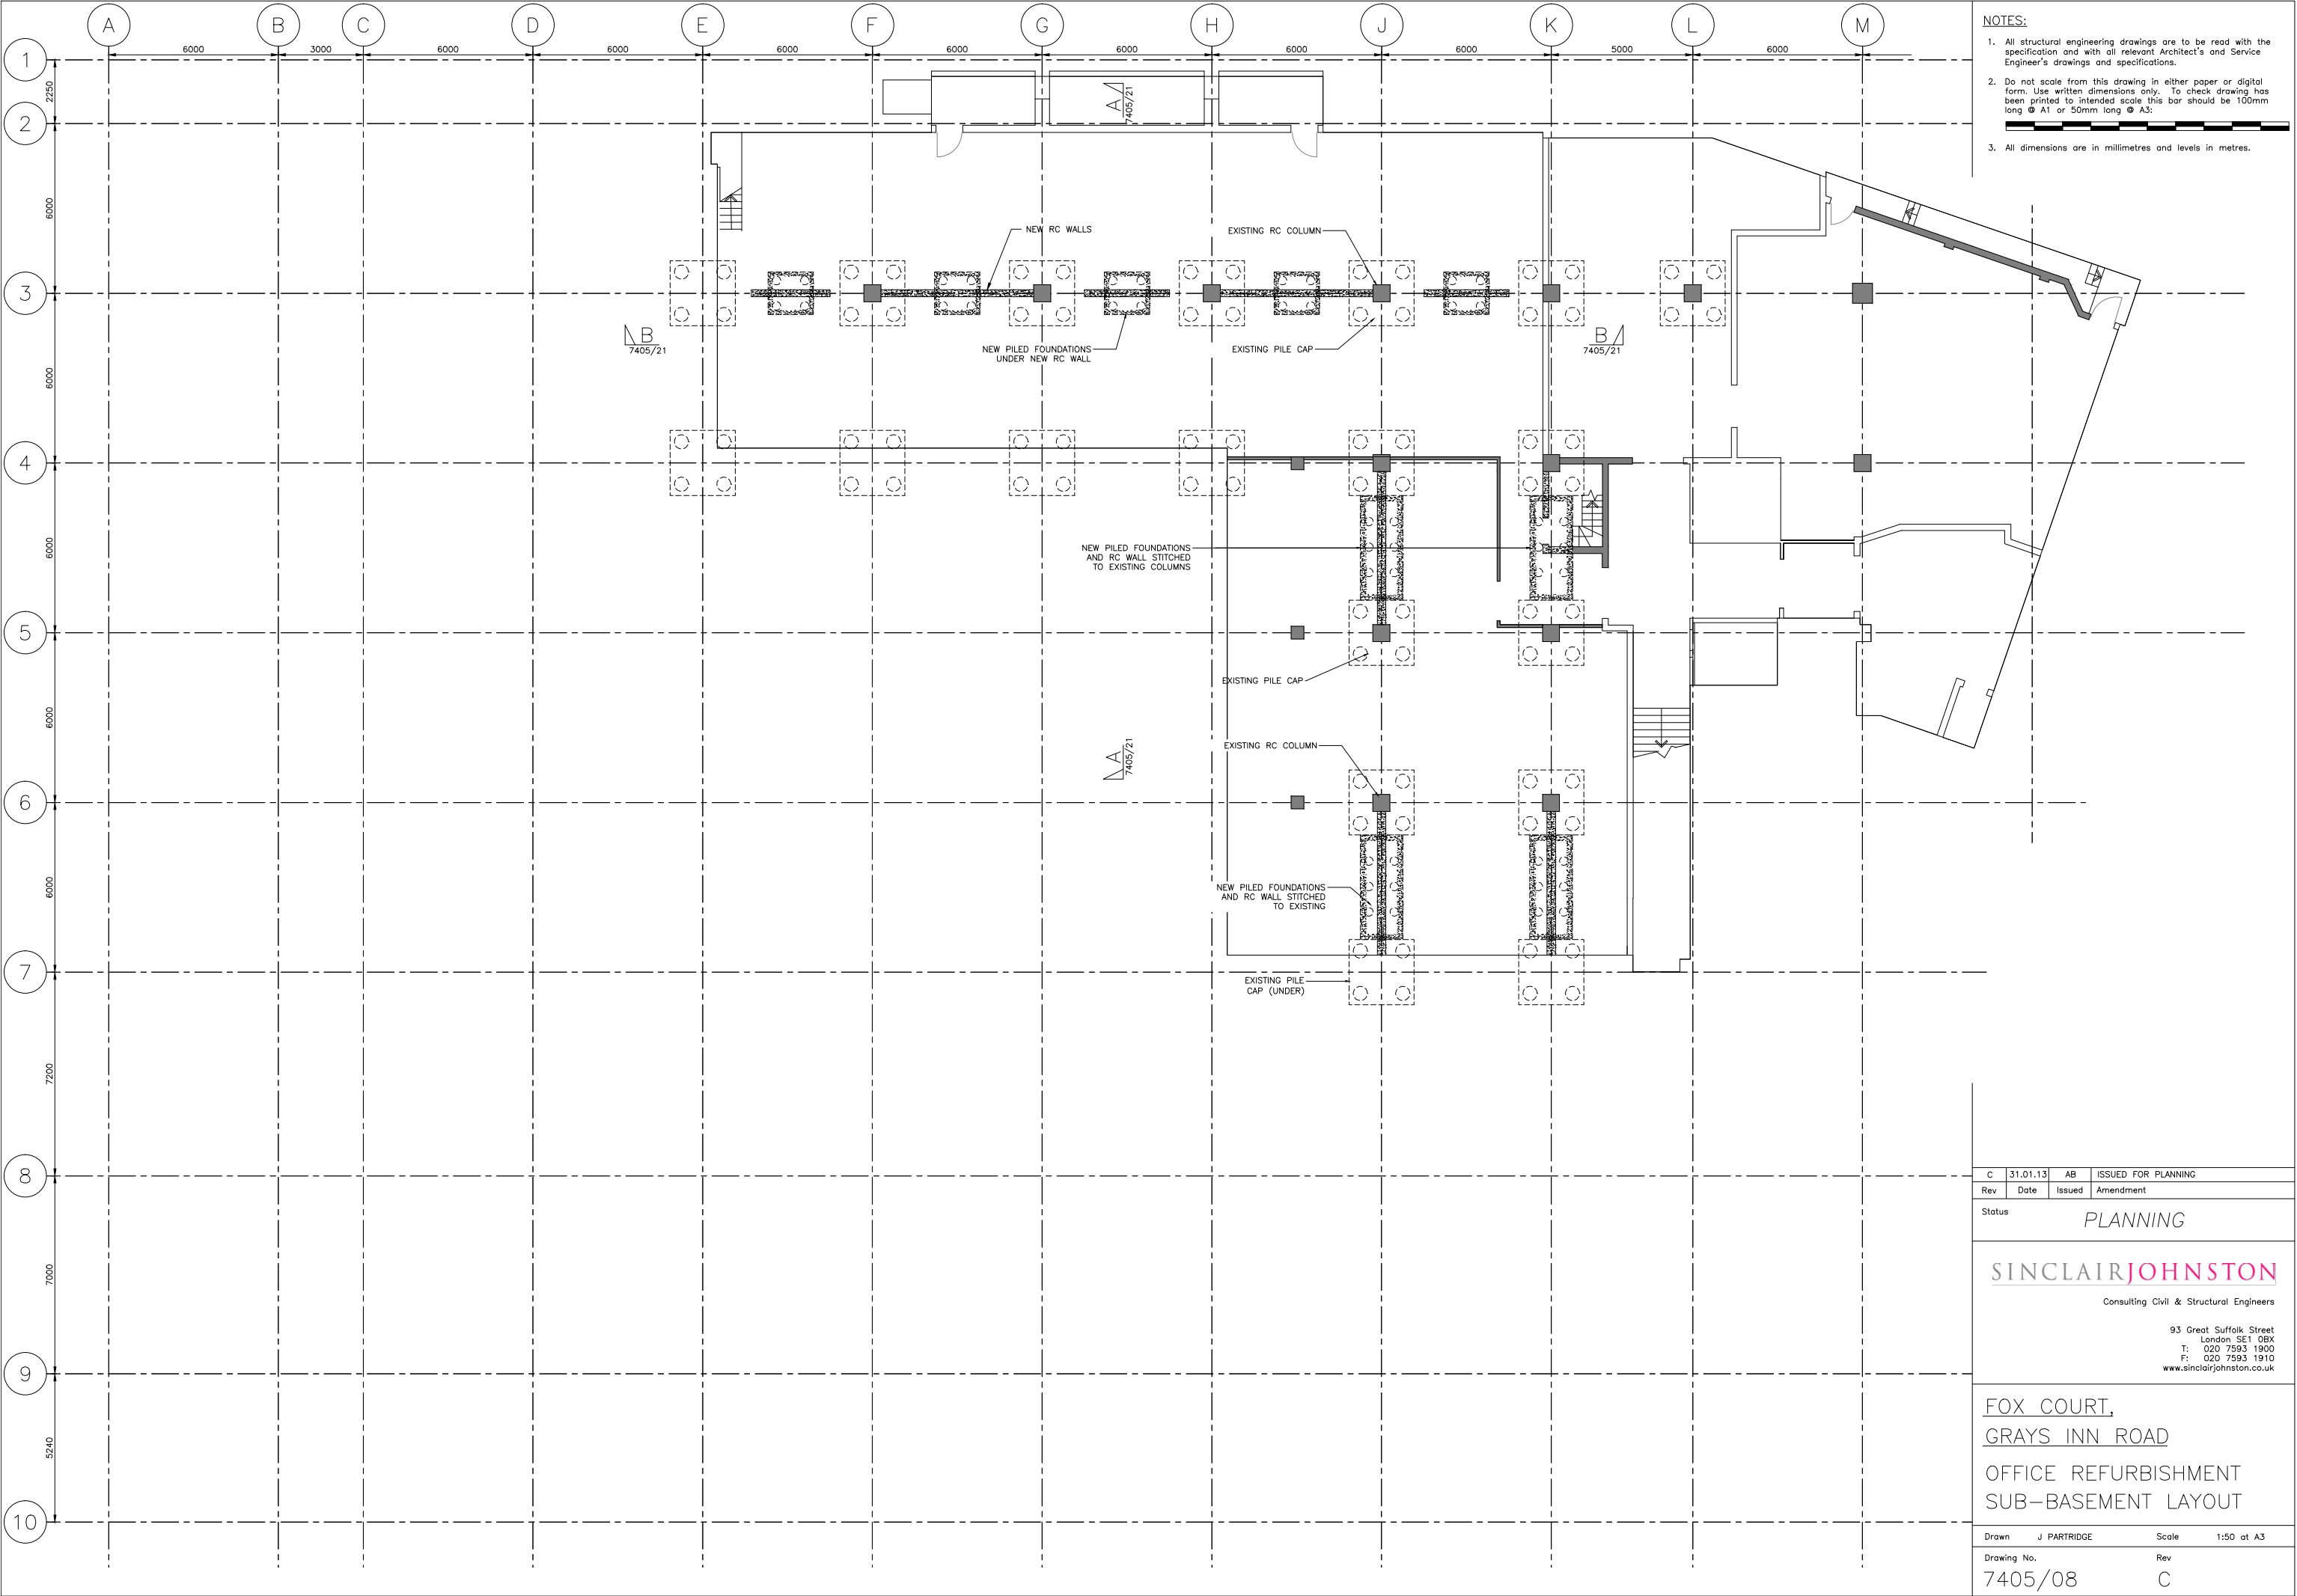 A B C D E F G H J K L M
6000 3000 6000 6000 6000 6000 6000 6000 6000 5000 6000
1
2250
2
6000
3
6000
4
6000
5
6000
6
6000
7
7200
8
7000
9
5240
10
A
7405/21
NEW RC WALLS
EXISTING RC COLUMN
B
7405/21
NEW PILED FOUNDATIONS
UNDER NEW RC WALL
EXISTING PILE CAP
B
7405/21
NEW PILED FOUNDATIONS
AND RC WALL STITCHED
TO EXISTING COLUMNS
EXISTING PILE CAP
A
7405/21
EXISTING RC COLUMN
NEW PILED FOUNDATIONS
AND RC WALL STITCHED
TO EXISTING
EXISTING PILE
CAP (UNDER)
NOTES:
1. All structural engineering drawings are to be read with the
specification and with all relevant Architect's and Service
Engineer's drawings and specifications.
2. Do not scale from this drawing in either paper or digital
form. Use written dimensions only. To check drawing has
been printed to intended scale this bar should be 100mm
long @ A1 or 50mm long @ A3:
3. All dimensions are in millimetres and levels in metres.
C 31.01.13 AB ISSUED FOR PLANNING
Rev Date Issued Amendment
Status
PLANNING
SINCLAIRJOHNSTON
Consulting Civil & Structural Engineers
93 Great Suffolk Street
London SE1 0BX
T: 020 7593 1900
F: 020 7593 1910
www.sinclairjohnston.co.uk
FOX COURT,
GRAYS INN ROAD
OFFICE REFURBISHMENT
SUB-BASEMENT LAYOUT
Drawn J PARTRIDGE Scale 1:50 at A3
Drawing No. Rev
7405/08 C